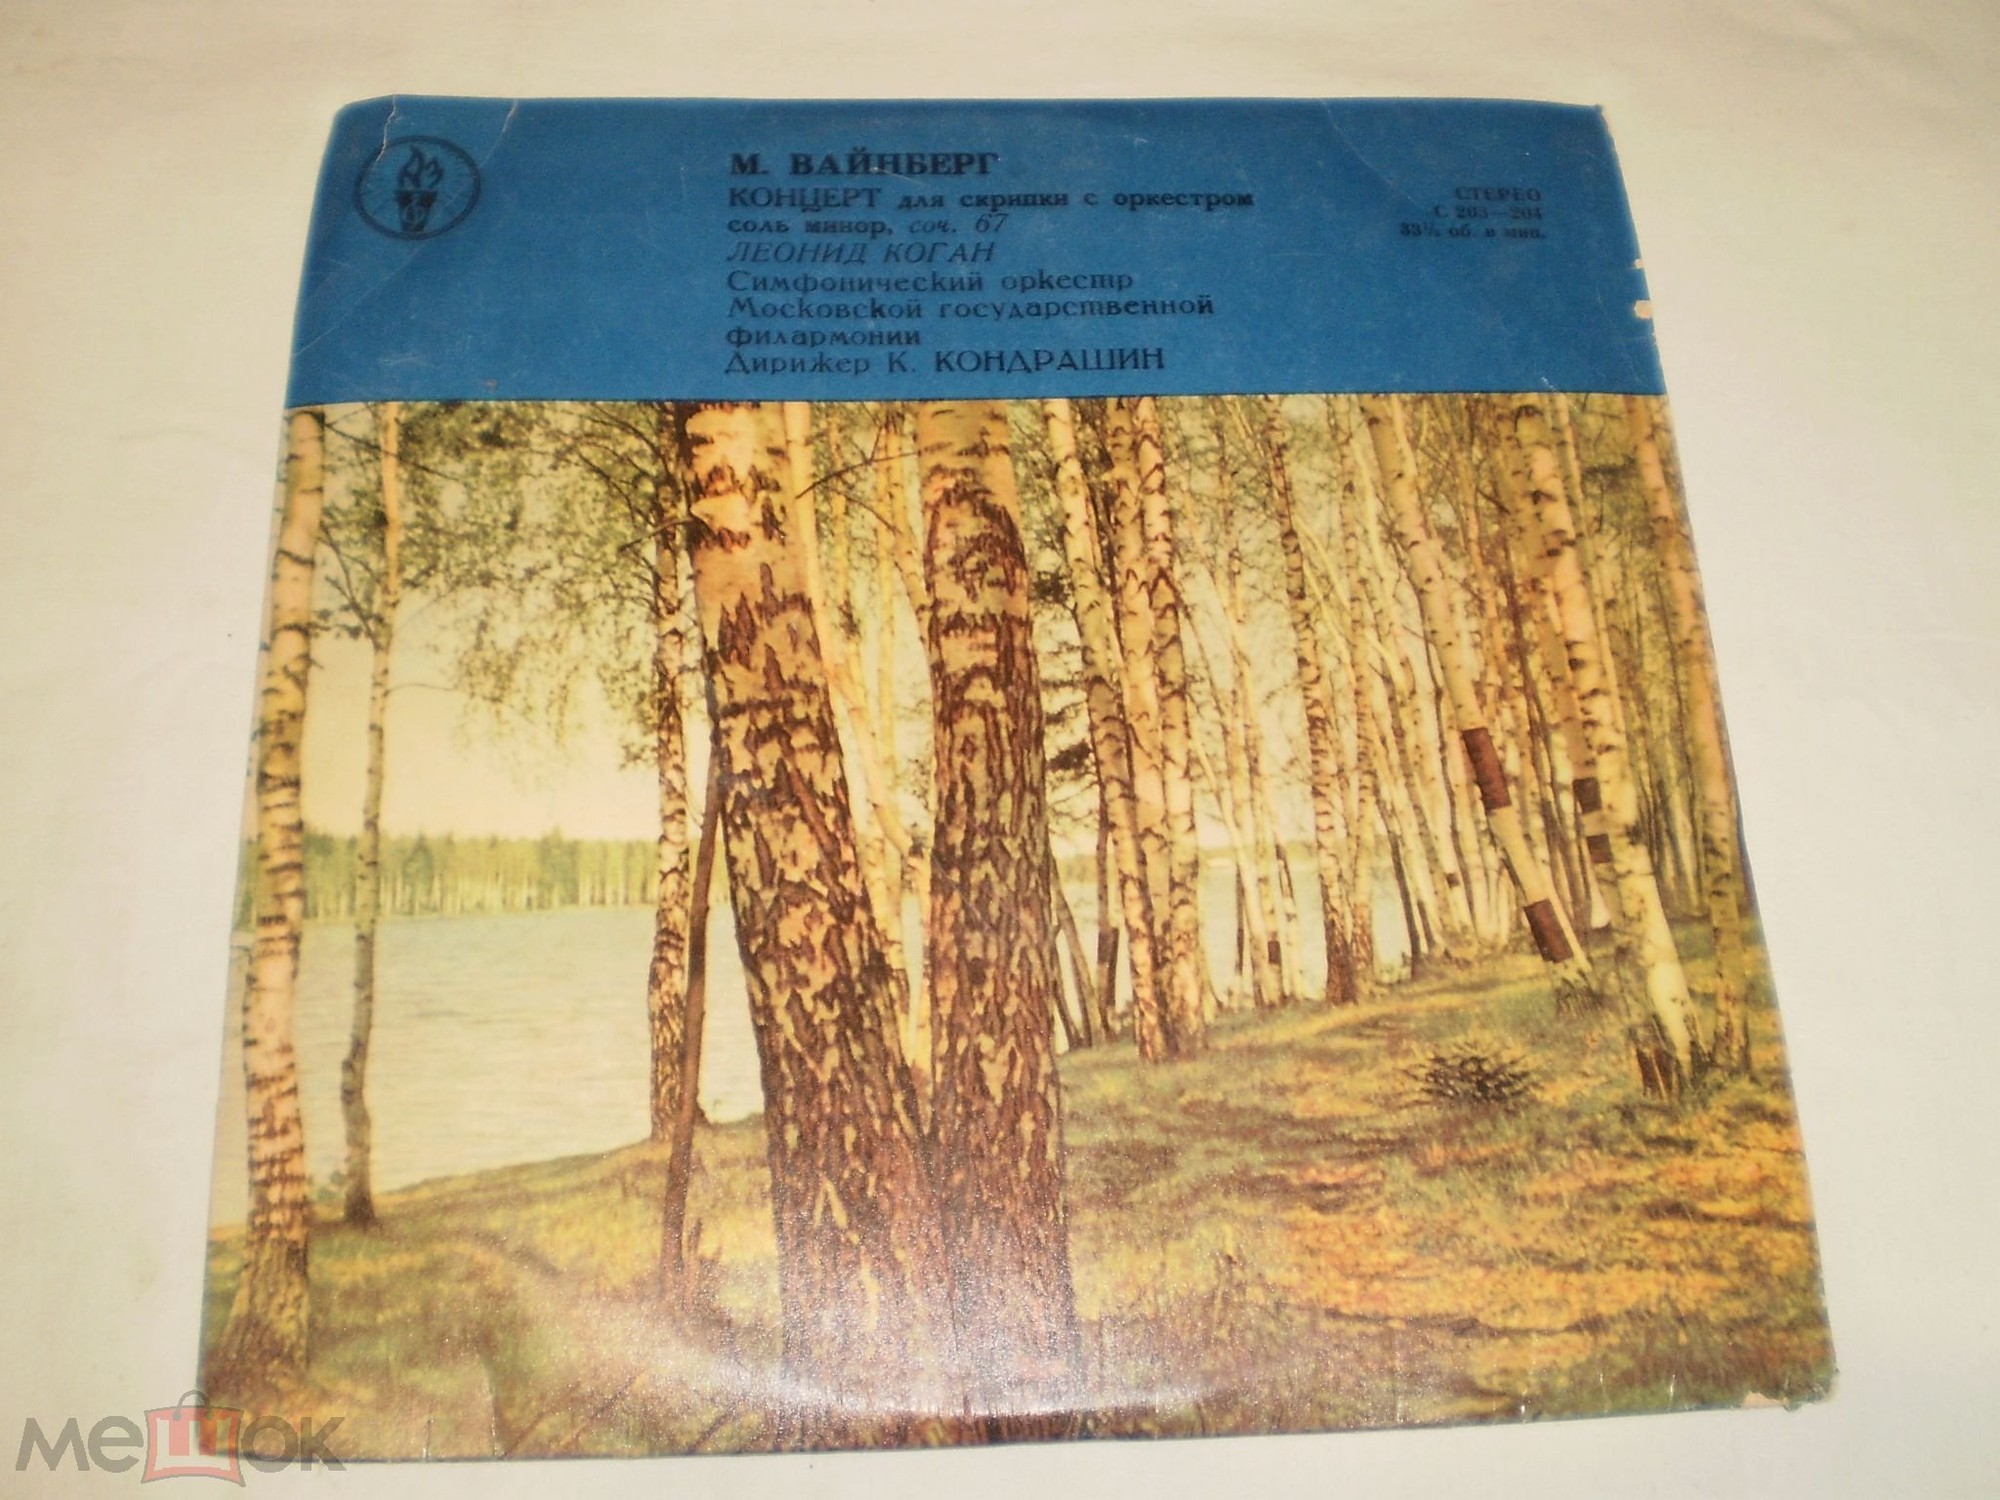 М. ВАЙНБЕРГ
КОНЦЕРТ для скрипки с оркестром
соль минор, соч. 67
ЛЕОНИД КОГАН
Симфонический оркестр
Московской государственной
филармонии
Дирижер К. КОНДРАШИН
СТЕРЕО
С 203—204
33⅓ об. в мин.
мешок